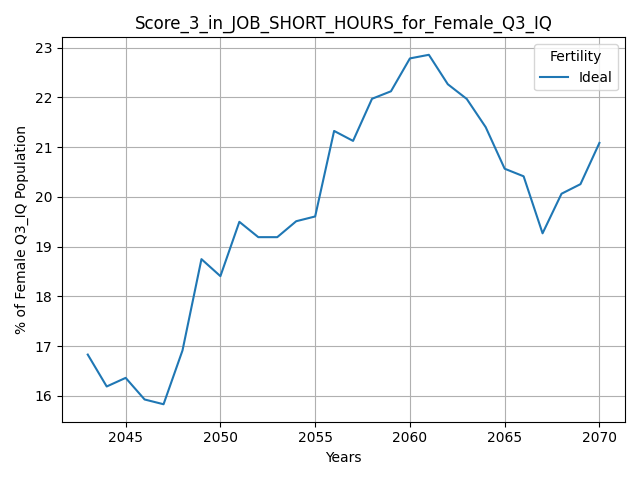 Score_3_in_JOB_SHORT_HOURS_for_Female_Q3_IQ
Fertility
Ideal
% of Female Q3_IQ Population
23
22
21
20
19
18
17
16
2045 2050 2055 2060 2065 2070
Years